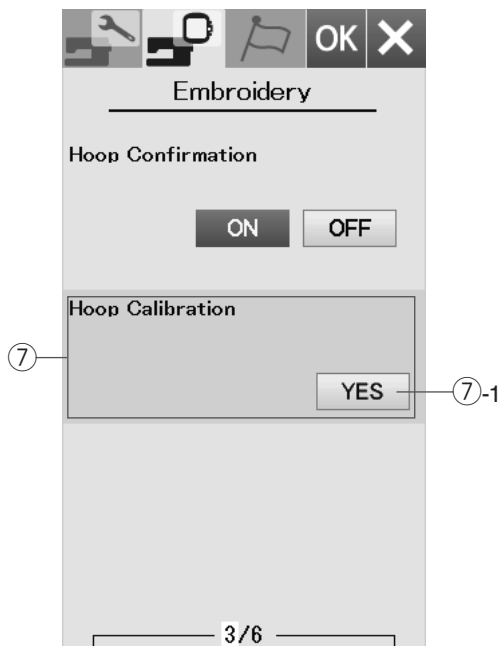 OK X
Embroidery
Hoop Confirmation
ON OFF
Hoop Calibration
⑦ YES ⑦-1
3/6